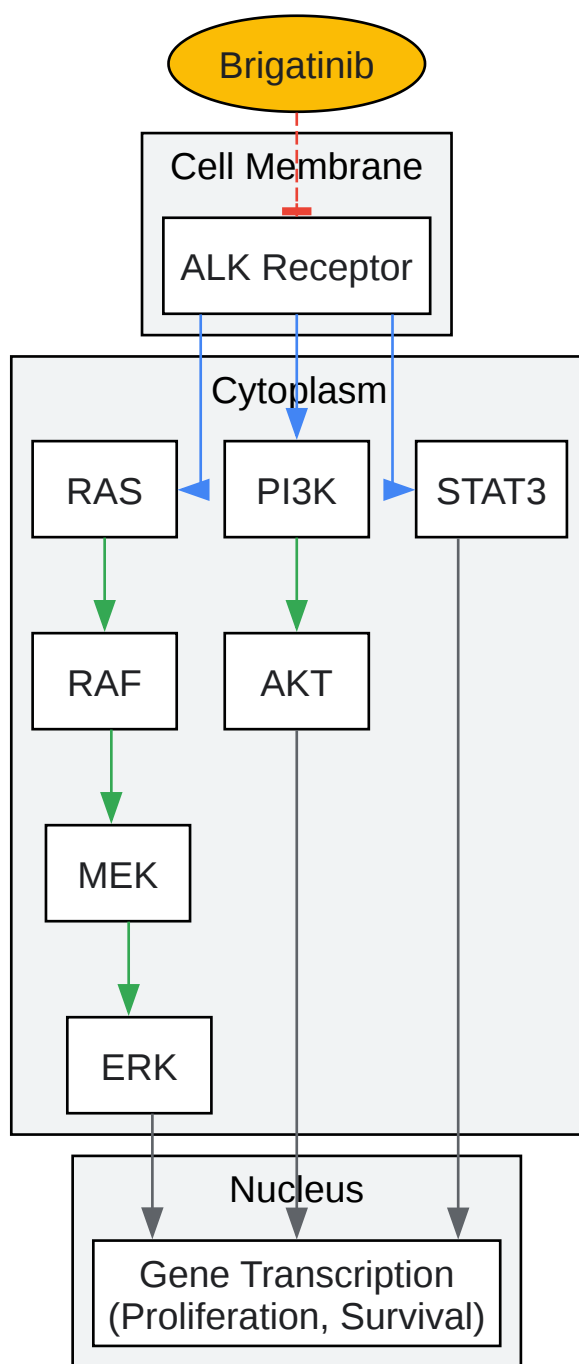 Brigatinib
Cell Membrane
ALK Receptor
Cytoplasm
RAS
PI3K
STAT3
RAF
AKT
MEK
ERK
Nucleus
Gene Transcription
(Proliferation, Survival)